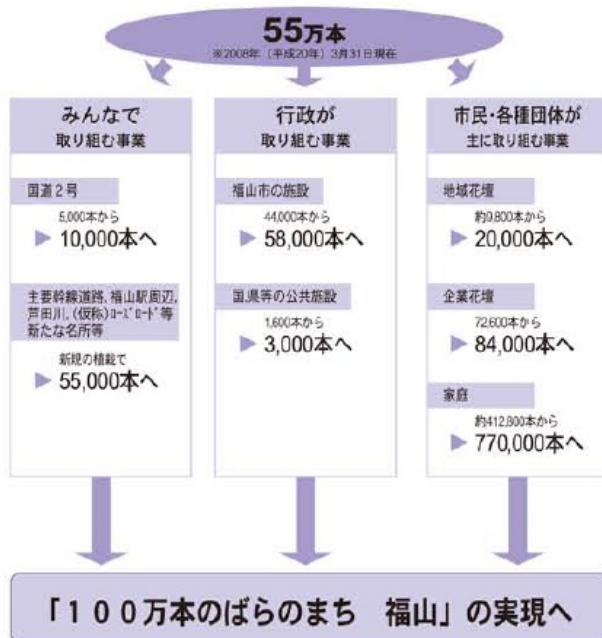 55万本
※2008年（平成20年）3月31日現在
みんなで
取り組む事業
国道2号
5,000本から
▶ 10,000本へ
主要幹線道路、福山駅周辺、
芦田川、(仮称)ﾛｰｽﾞﾛｰﾄﾞ等
新たな名所等
新規の植栽で
▶ 55,000本へ
行政が
取り組む事業
福山市の施設
44,000本から
▶ 58,000本へ
国,県等の公共施設
1,600本から
▶ 3,000本へ
市民・各種団体が
主に取り組む事業
地域花壇
約9,800本から
▶ 20,000本へ
企業花壇
72,600本から
▶ 84,000本へ
家庭
約412,800本から
▶ 770,000本へ
「１００万本のばらのまち　福山」の実現へ